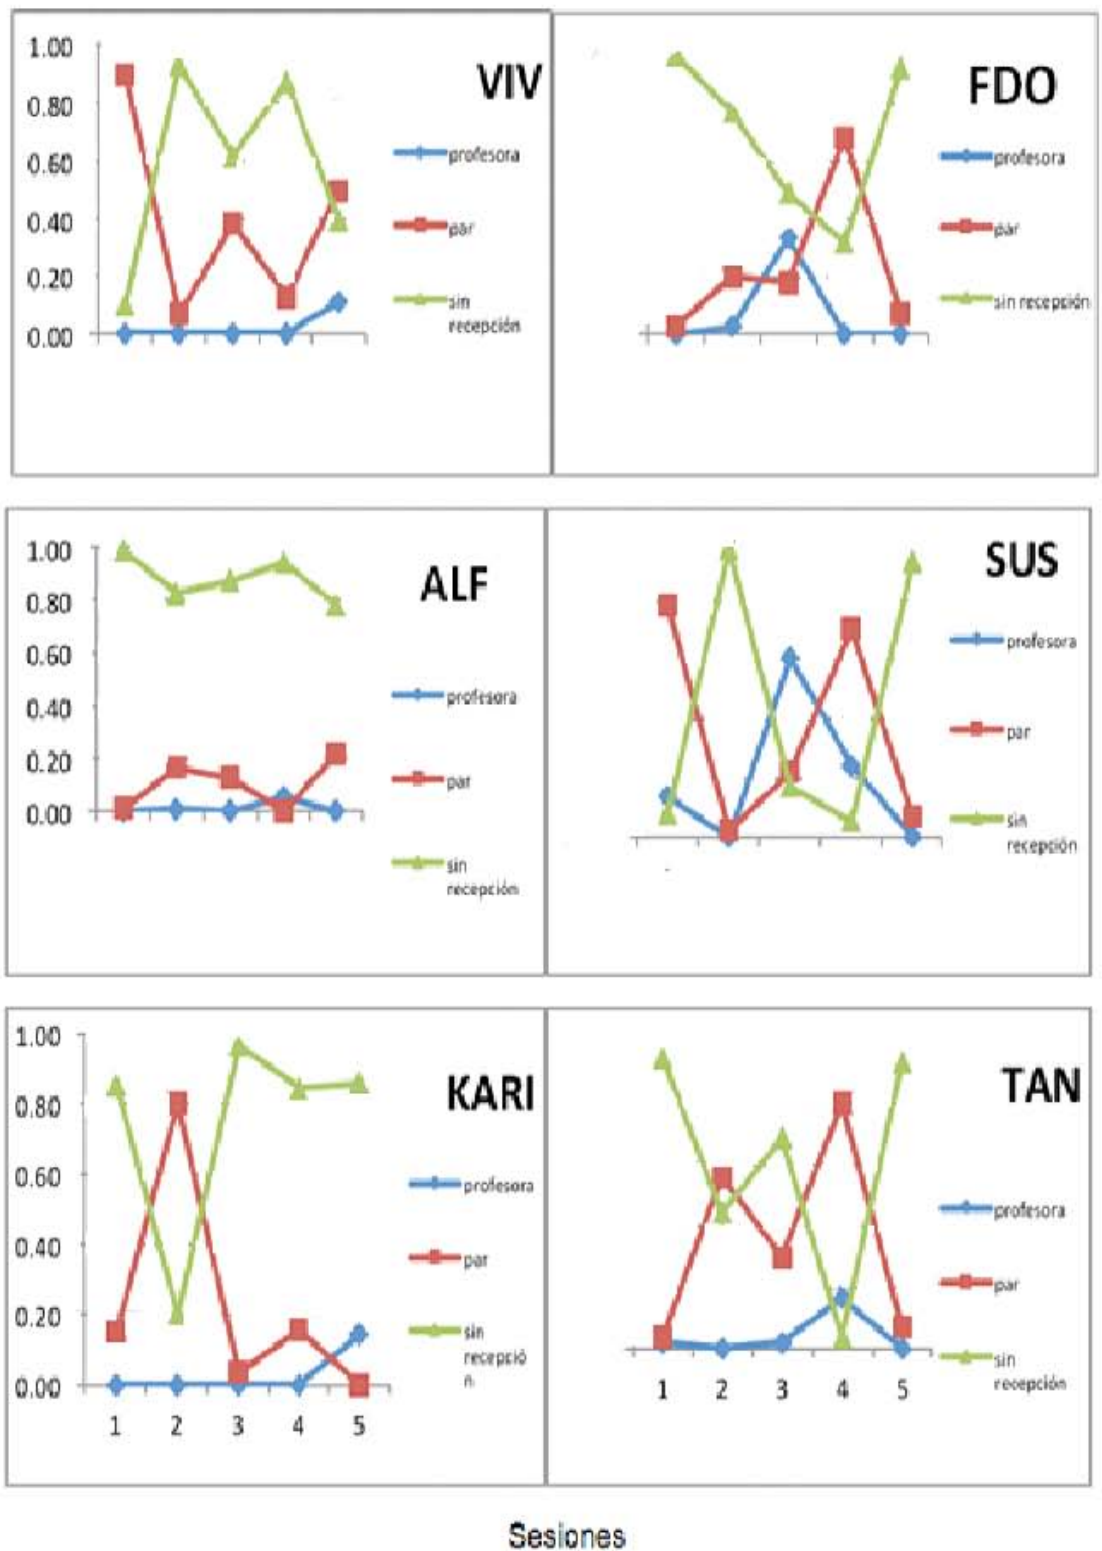 VIV
1.00
0.80
0.60
0.40
0.20
0.00
profesora
par
sin
recepción
FDO
profesora
par
sin recepción
ALF
1.00
0.80
0.60
0.40
0.20
0.00
profesora
par
sin
recepción
SUS
profesora
par
sin
recepción
KARI
1.00
0.80
0.60
0.40
0.20
0.00
profesora
par
sin
recepció
n
1 2 3 4 5
TAN
profesora
par
sin
recepción
1 2 3 4 5
Sesiones